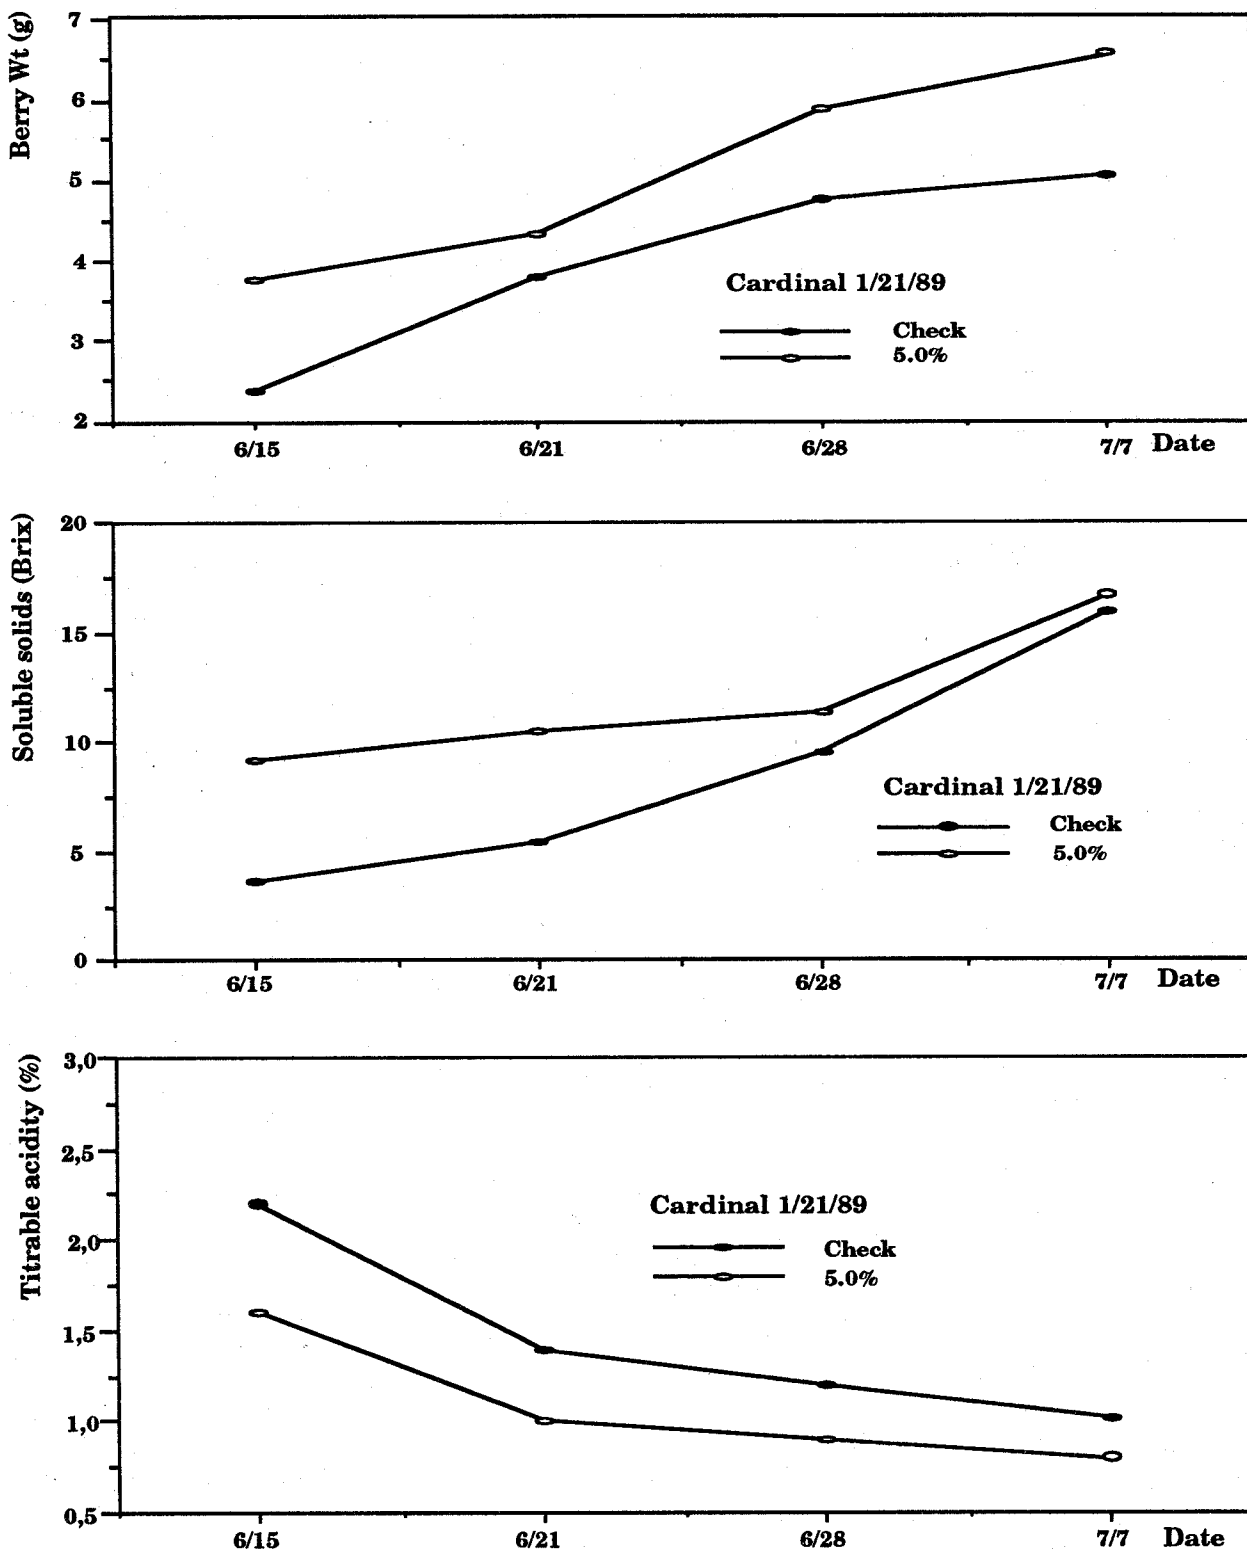 Berry Wt (g)
7
6
5
4
3
2
Cardinal 1/21/89
Check
5.0%
6/15 6/21 6/28 7/7 Date
Soluble solids (Brix)
20
15
10
5
0
Cardinal 1/21/89
Check
5.0%
6/15 6/21 6/28 7/7 Date
Titrable acidity (%)
3,0
2,5
2,0
1,5
1,0
0,5
Cardinal 1/21/89
Check
5.0%
6/15 6/21 6/28 7/7 Date